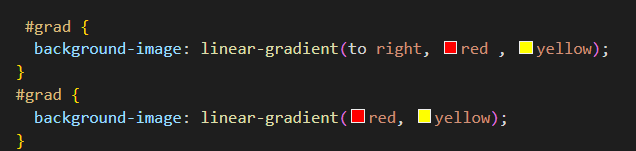 #grad {
background-image: linear-gradient(to right, red , yellow);
}
#grad {
background-image: linear-gradient(red, yellow);
}